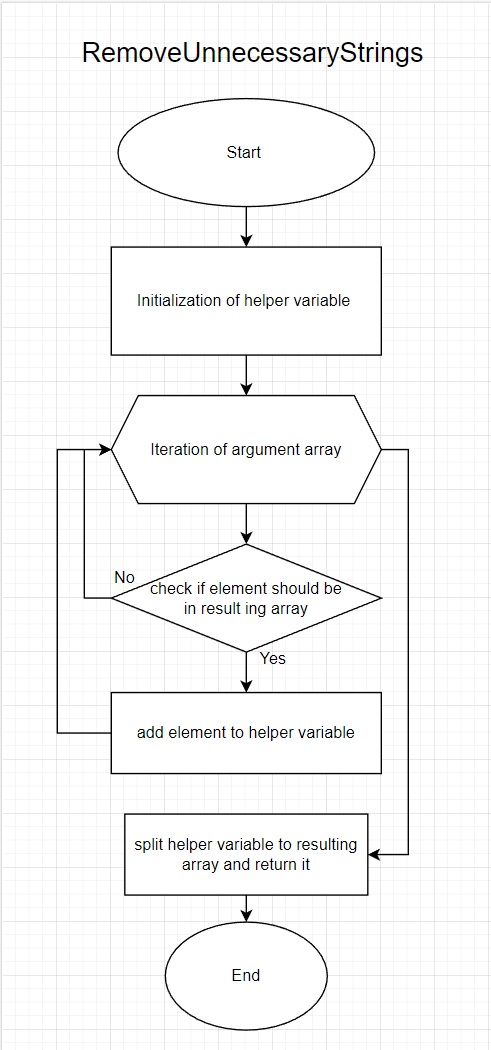 RemoveUnnecessaryStrings
Start
Initialization of helper variable
Iteration of argument array
No
check if element should be
in result ing array
Yes
add element to helper variable
split helper variable to resulting
array and return it
End